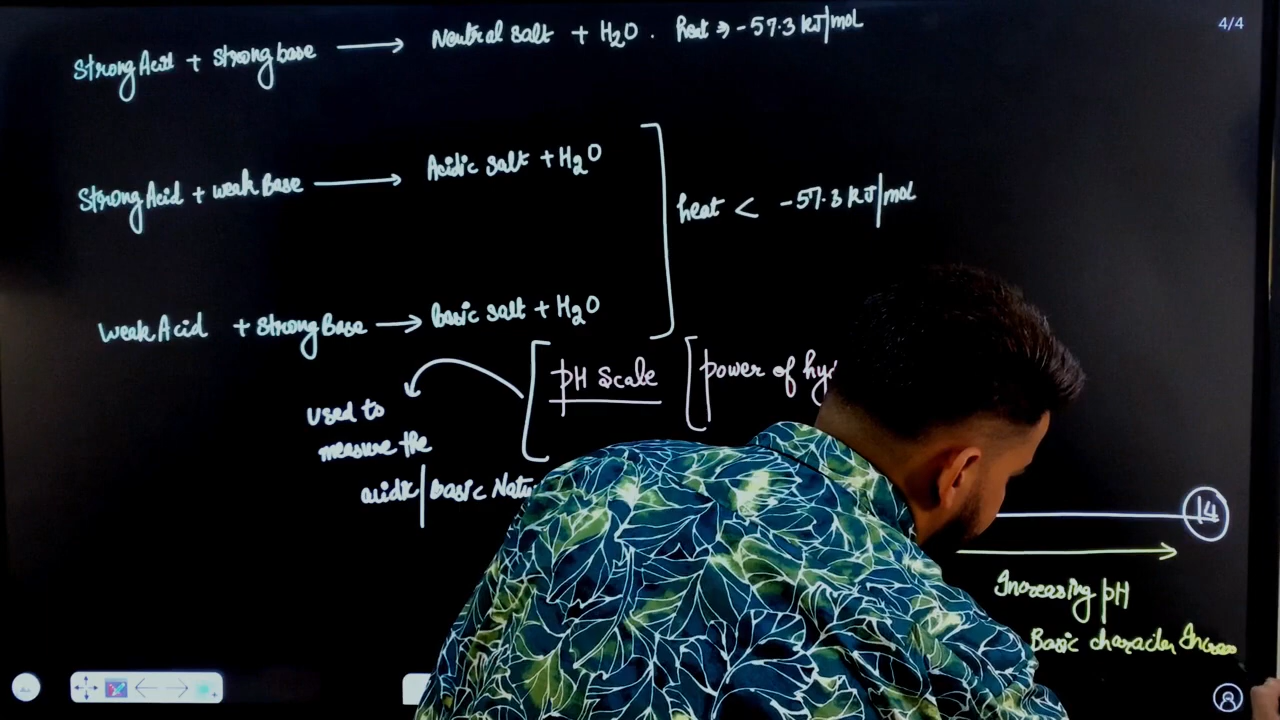 4/4
Strong Acid + strong base → Neutral salt + H2O . heat ⇒ -57.3 kJ/mol
Strong Acid + weak Base → Acidic salt + H2O
heat < -57.3 kJ/mol
Weak Acid + Strong Base → Basic salt + H2O
pH Scale [power of
used to
measure the
acidic/Basic
14
Increasing pH
Basic character